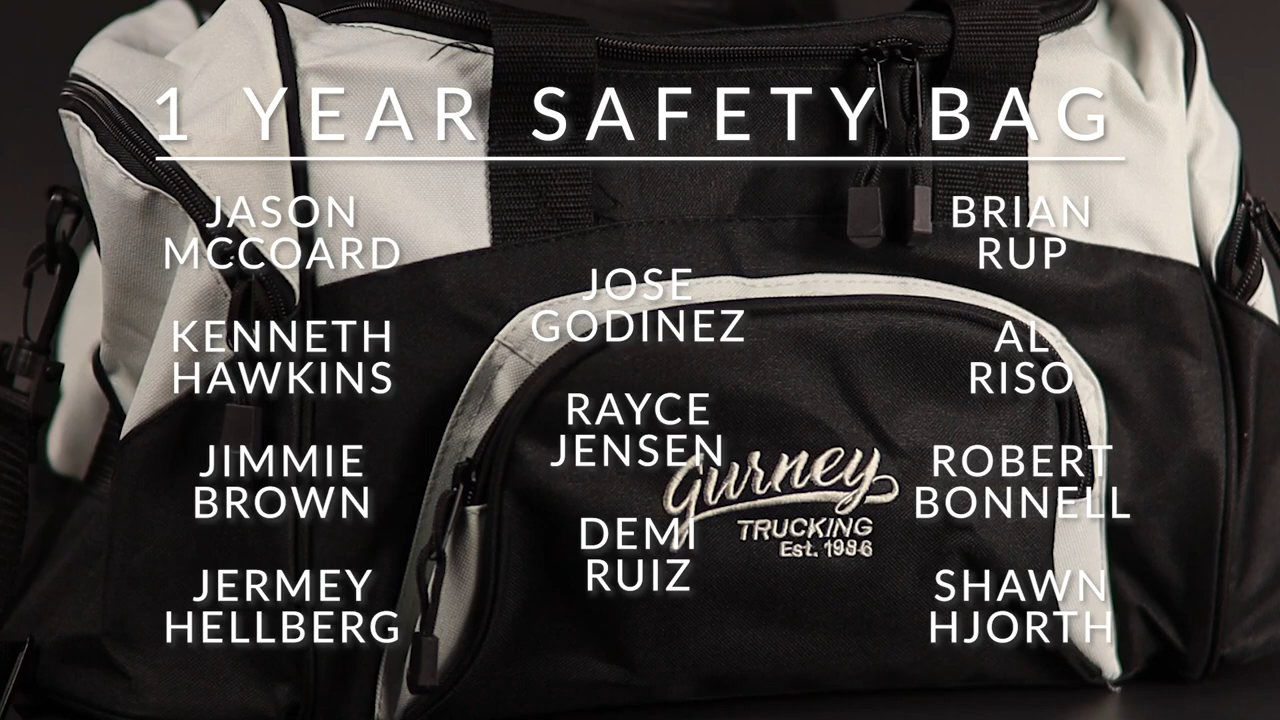 1 YEAR SAFETY BAG
JASON
MCCOARD
KENNETH
HAWKINS
JIMMIE
BROWN
JERMEY
HELLBERG
JOSE
GODINEZ
RAYCE
JENSEN
DEMI
RUIZ
BRIAN
RUP
AL
RISO
ROBERT
BONNELL
SHAWN
HJORTH
Gurney
TRUCKING
Est. 1986